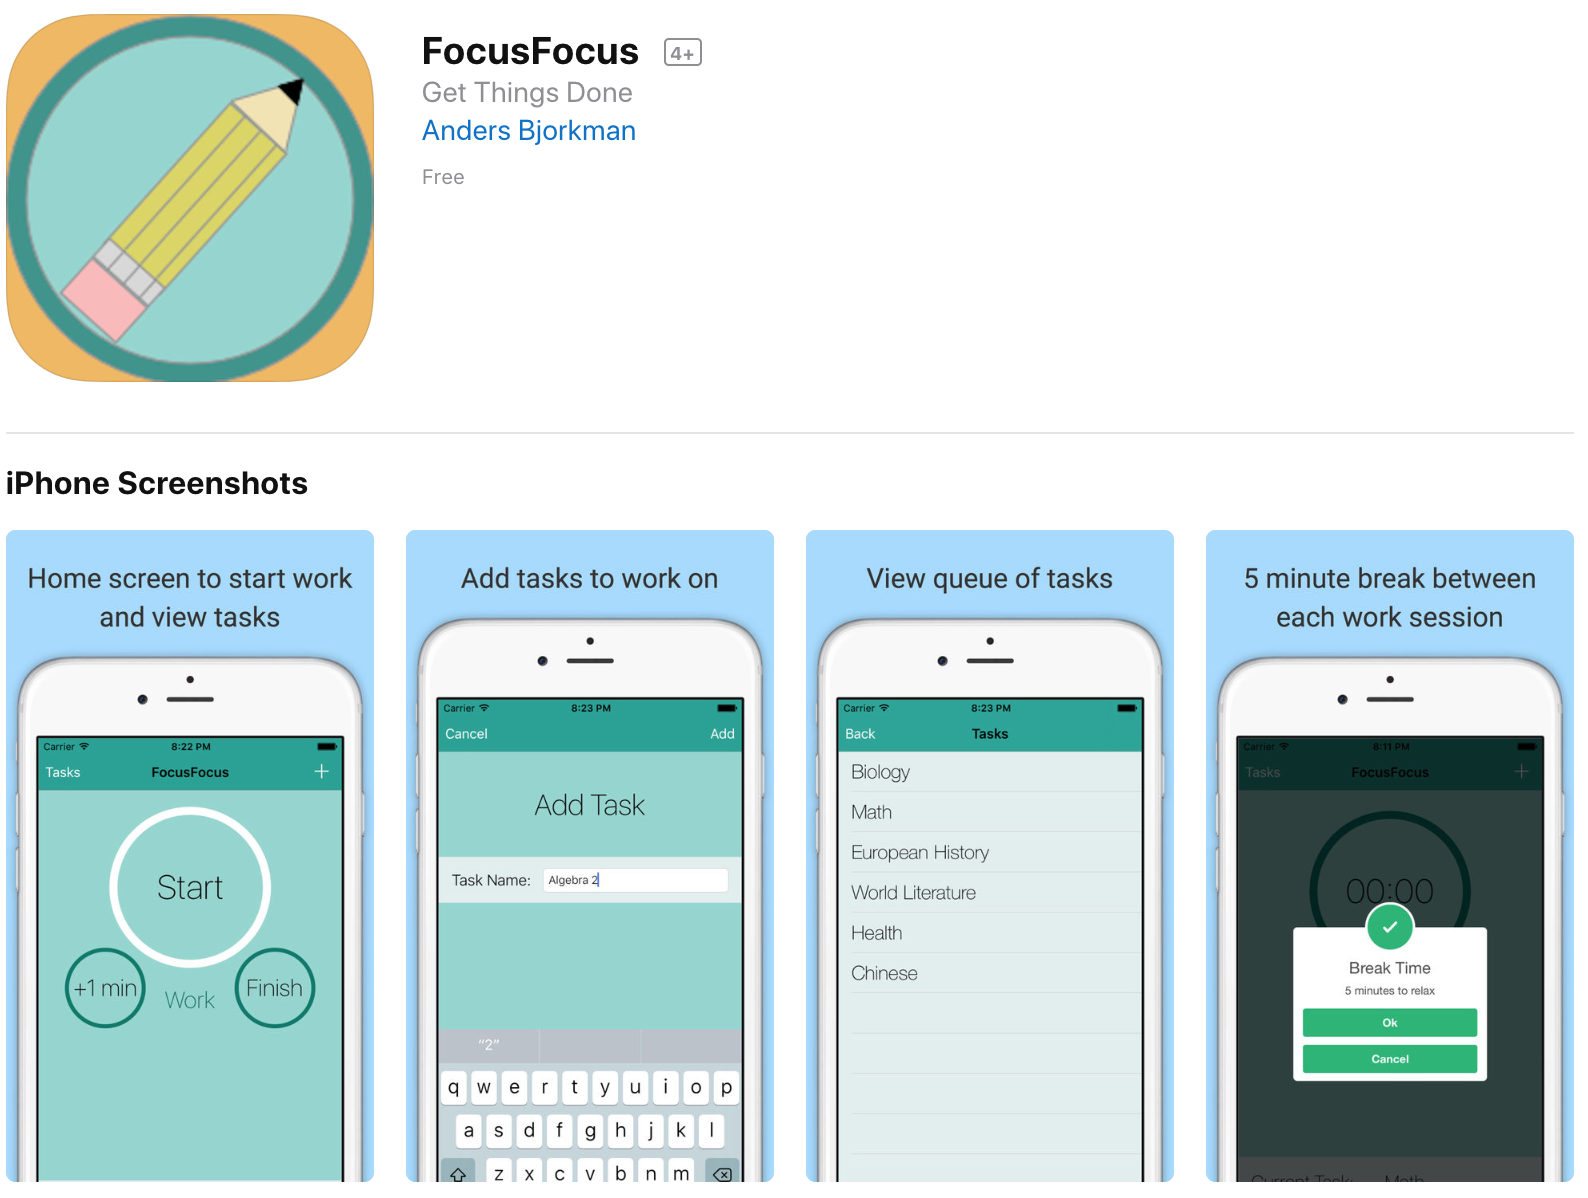 FocusFocus 4+
Get Things Done
Anders Bjorkman
Free
iPhone Screenshots
Home screen to start work
and view tasks
Carrier 8:22 PM
Tasks FocusFocus +
Start
+1 min Work Finish
Add tasks to work on
Carrier 8:23 PM
Cancel Add
Add Task
Task Name: Algebra 2
“2”
q w e r t y u i o p
a s d f g h j k l
z x c v b n m
View queue of tasks
Carrier 8:23 PM
Back Tasks
Biology
Math
European History
World Literature
Health
Chinese
5 minute break between
each work session
Carrier 8:11 PM
Tasks FocusFocus +
00:00
Break Time
5 minutes to relax
Ok
Cancel
Current Task: Math